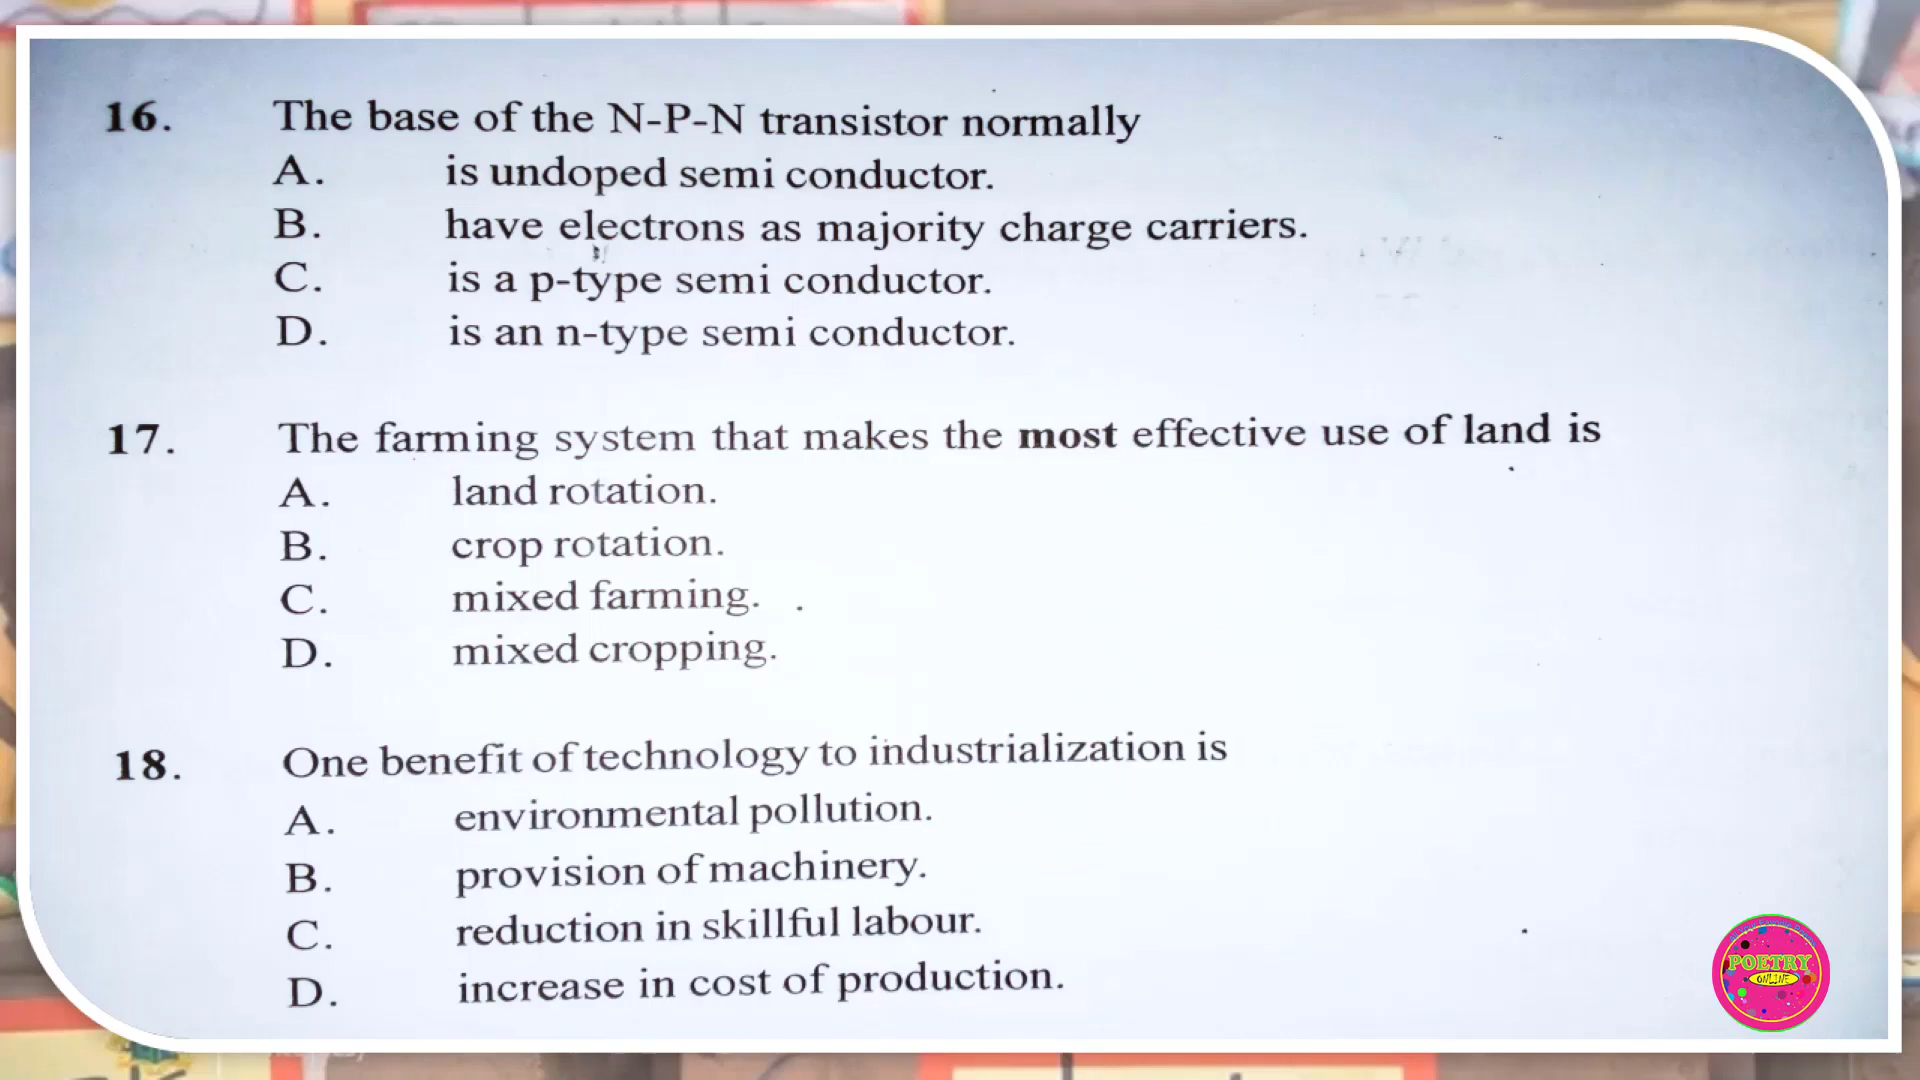 16. The base of the N-P-N transistor normally
A. is undoped semi conductor.
B. have electrons as majority charge carriers.
C. is a p-type semi conductor.
D. is an n-type semi conductor.
17. The farming system that makes the most effective use of land is
A. land rotation.
B. crop rotation.
C. mixed farming.
D. mixed cropping.
18. One benefit of technology to industrialization is
A. environmental pollution.
B. provision of machinery.
C. reduction in skillful labour.
D. increase in cost of production.
POETRY
ONLINE